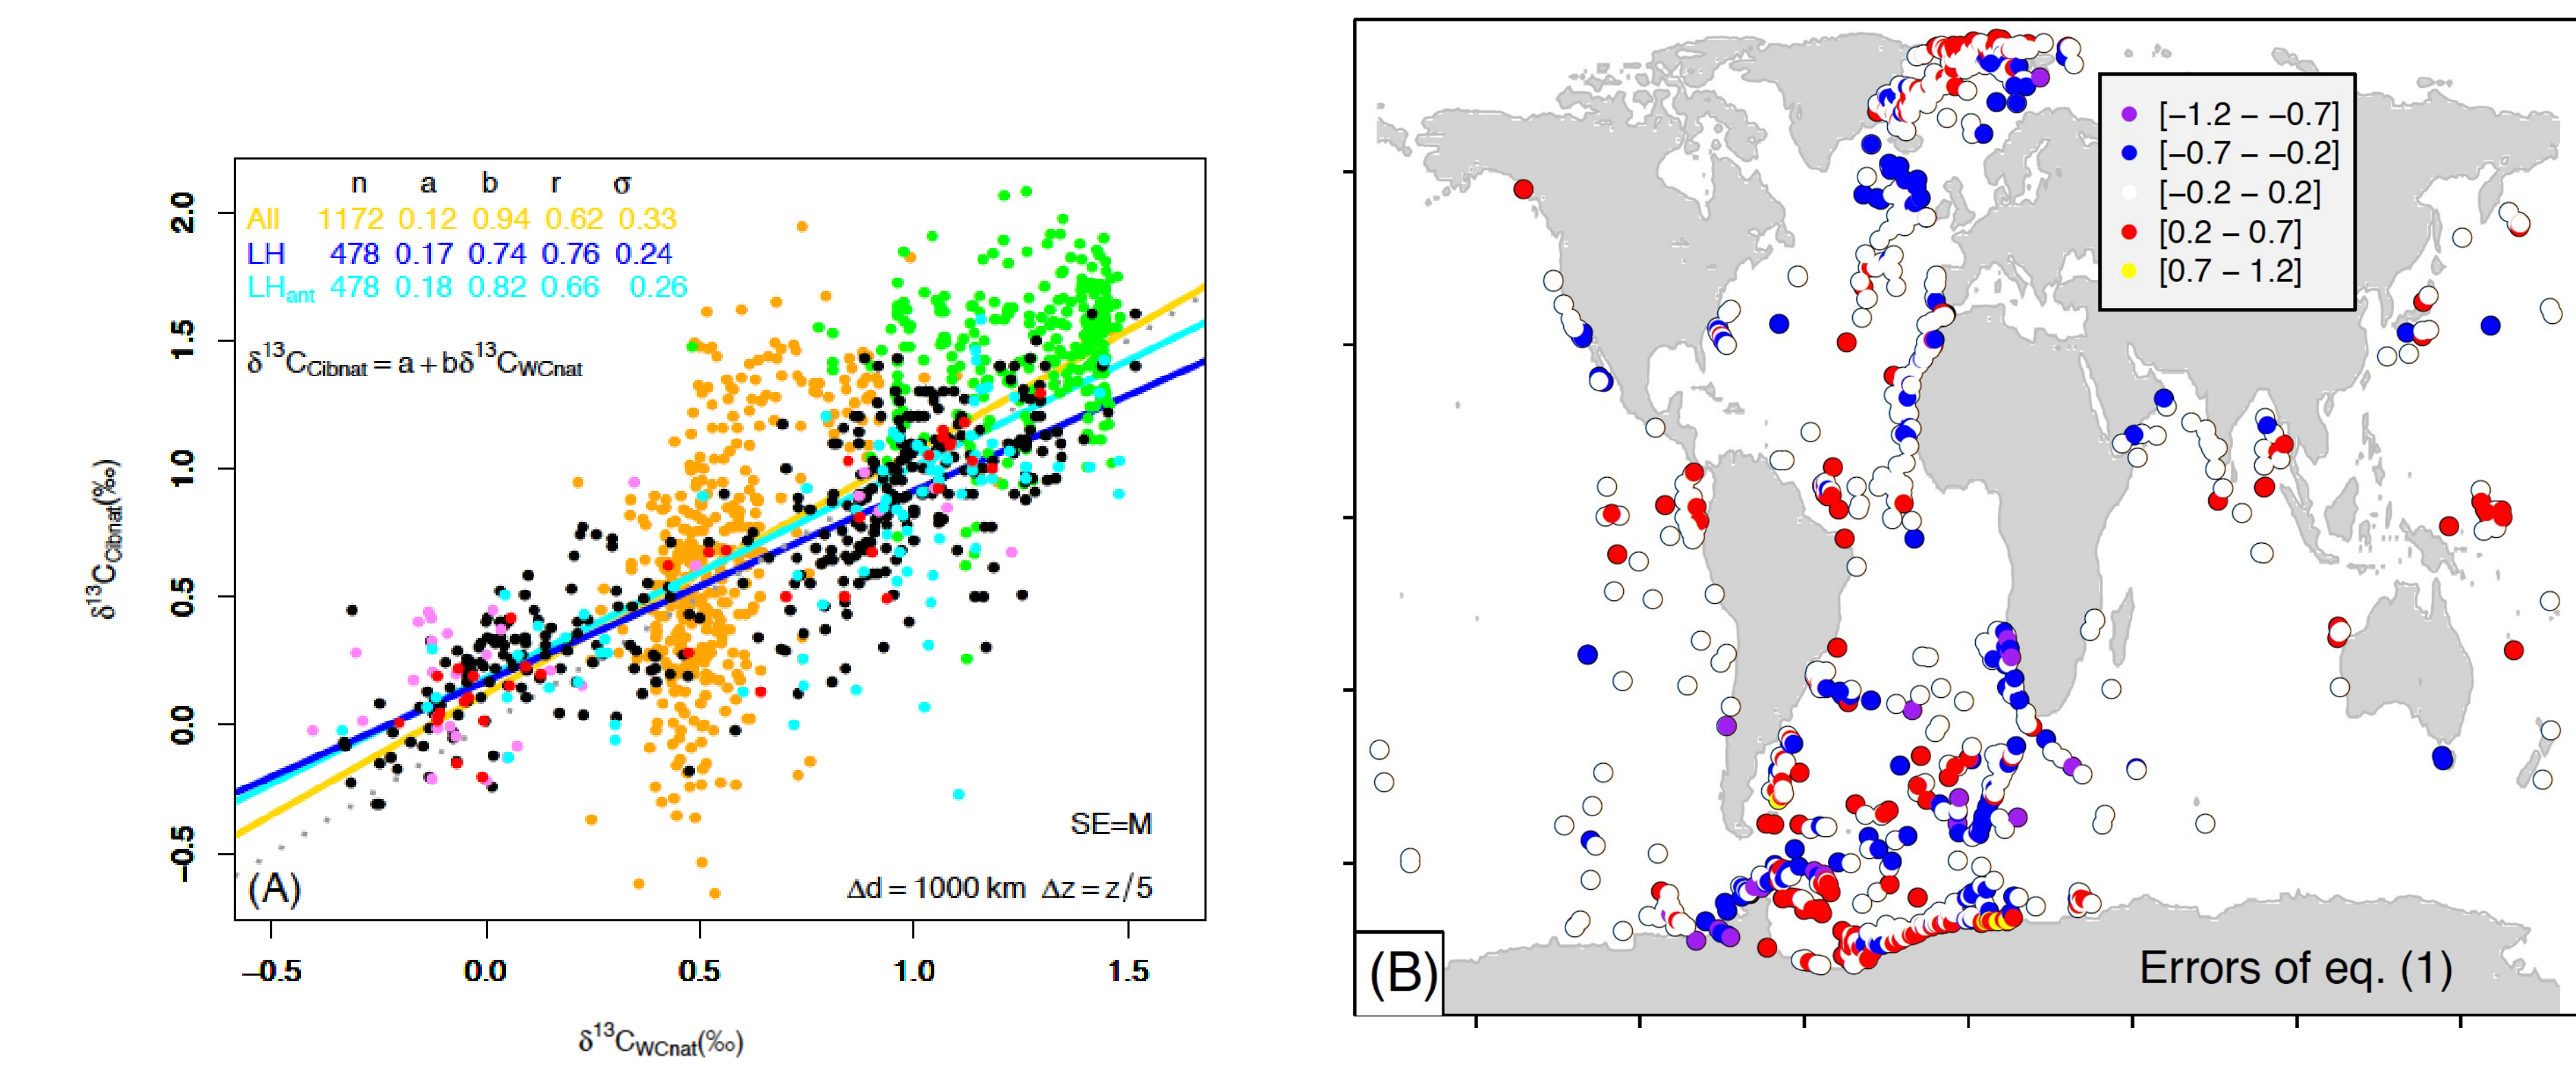 n a b r σ
All 1172 0.12 0.94 0.62 0.33
LH 478 0.17 0.74 0.76 0.24
LHant 478 0.18 0.82 0.66 0.26
δ13CCibnat = a + bδ13CWCnat
SE=M
Δd = 1000 km Δz = z/5
(A)
2.0
1.5
1.0
0.5
0.0
−0.5
δ13CCibnat(‰)
−0.5 0.0 0.5 1.0 1.5
δ13CWCnat(‰)
[−1.2 − −0.7]
[−0.7 − −0.2]
[−0.2 − 0.2]
[0.2 − 0.7]
[0.7 − 1.2]
(B)
Errors of eq. (1)